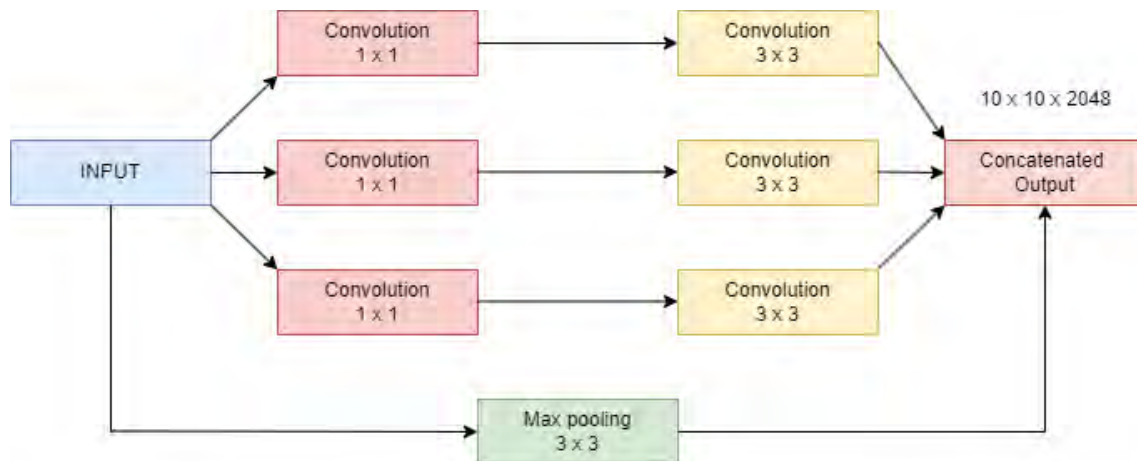 Convolution
1 x 1
Convolution
3 x 3
10 x 10 x 2048
INPUT
Convolution
1 x 1
Convolution
3 x 3
Concatenated
Output
Convolution
1 x 1
Convolution
3 x 3
Max pooling
3 x 3